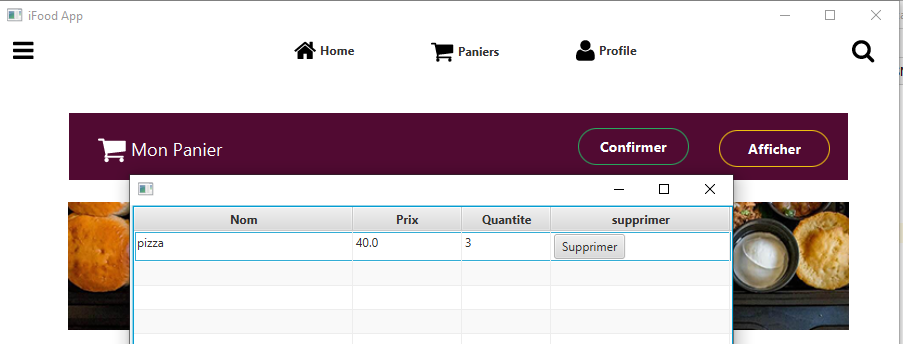 iFood App
Home Paniers Profile
Mon Panier Confirmer Afficher
Nom Prix Quantite supprimer
pizza 40.0 3 Supprimer